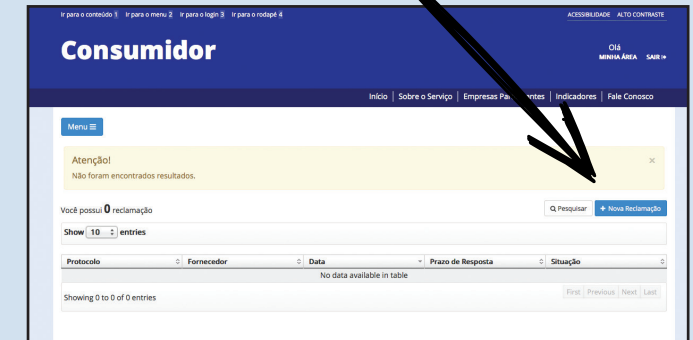 Ir para o conteúdo 1 Ir para o menu 2 Ir para o login 3 Ir para o rodapé 4
ACESSIBILIDADE ALTO CONTRASTE
Consumidor
Olá
MINHA ÁREA SAIR
Início | Sobre o Serviço | Empresas | Indicadores | Fale Conosco
Menu
Atenção!
×
Não foram encontrados resultados.
Você possui 0 reclamação
Pesquisar
+ Nova Reclamação
Show 10 entries
Protocolo Fornecedor Data Prazo de Resposta Situação
No data available in table
Showing 0 to 0 of 0 entries
First Previous Next Last